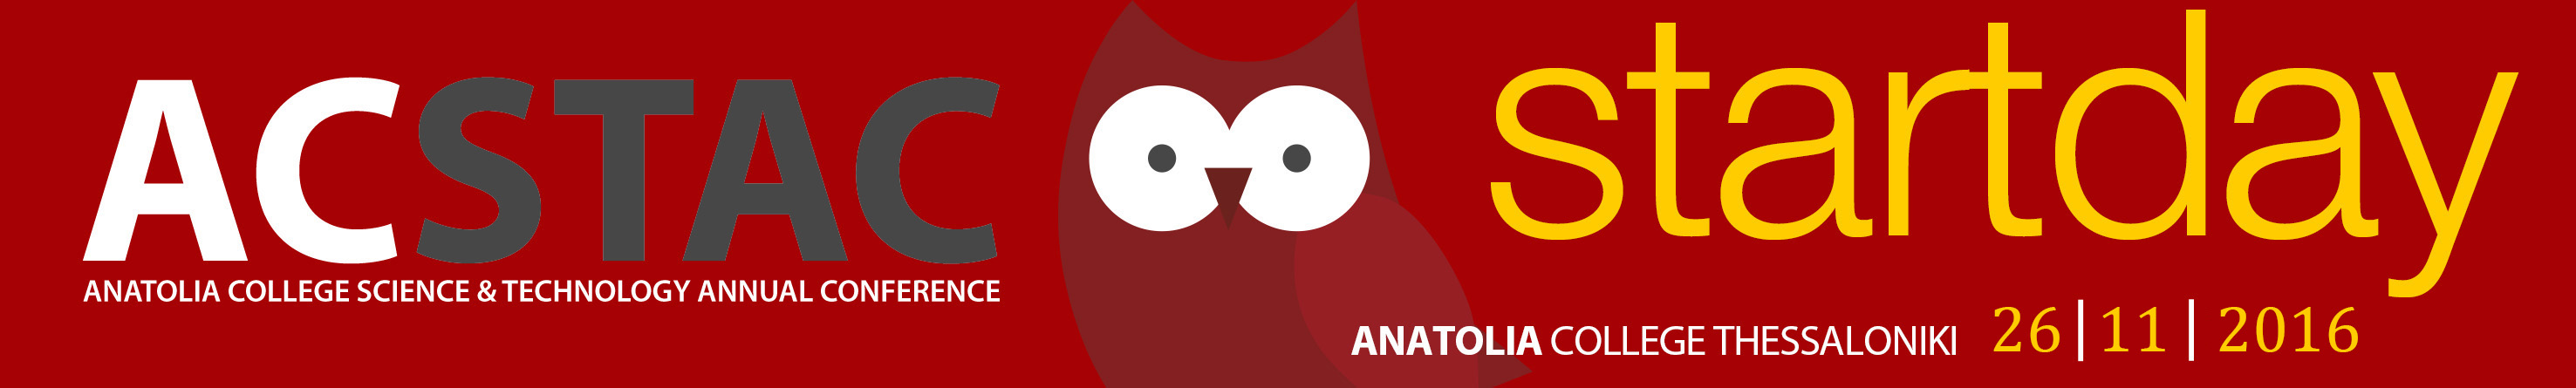 ACSTAC
ANATOLIA COLLEGE SCIENCE & TECHNOLOGY ANNUAL CONFERENCE
startday
ANATOLIA COLLEGE THESSALONIKI 26|11|2016